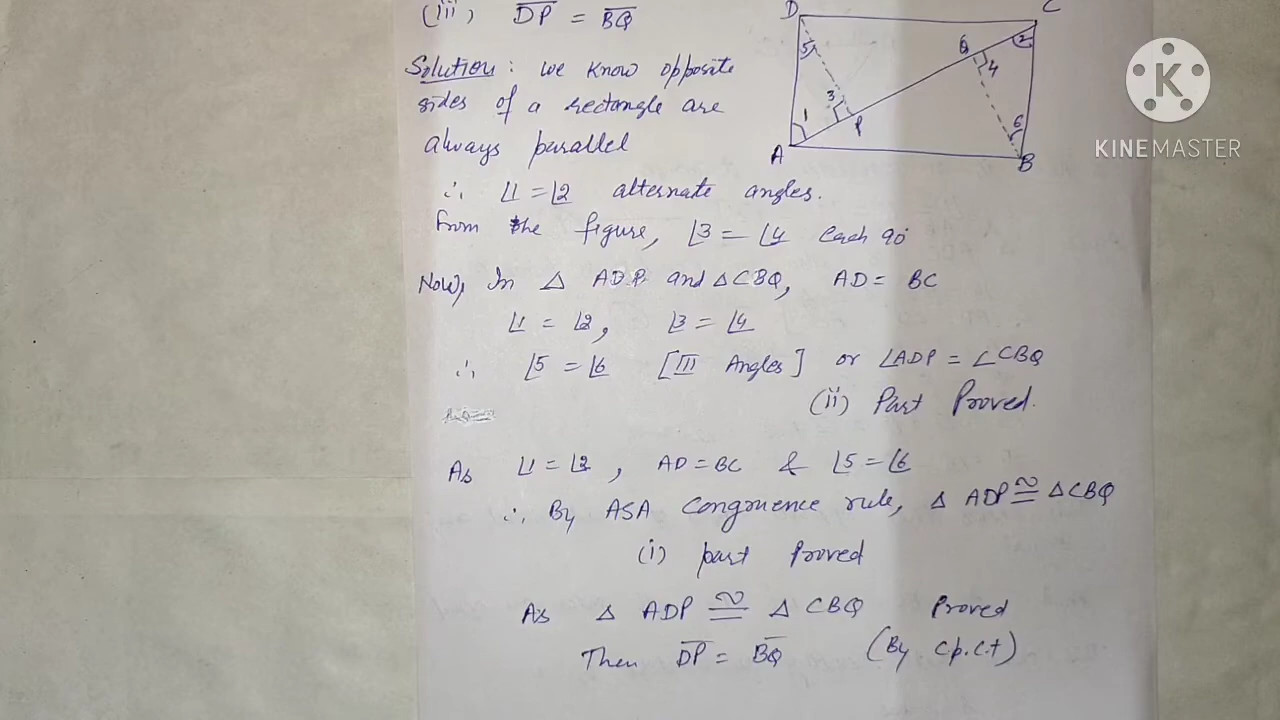 (iii) DP = BQ
Solution: we know opposite
sides of a rectangle are
always parallel
∴ ∠1 = ∠2 alternate angles.
From the figure, ∠3 = ∠4 each 90°
Now, In △ ADP and △CBQ, AD = BC
∠1 = ∠2, ∠3 = ∠4
∴ ∠5 = ∠6 [III Angles] or ∠ADP = ∠CBQ
(ii) Part Proved.
As ∠1 = ∠2, AD = BC & ∠5 = ∠6
∴ By ASA Congruence rule, △ ADP ≅ △CBQ
(i) part Proved
As △ ADP ≅ △ CBQ Proved
Then DP = BQ (By c.p.c.t)
D C
5 Q 2
4
3
1 P 6
A B
K
KINEMASTER